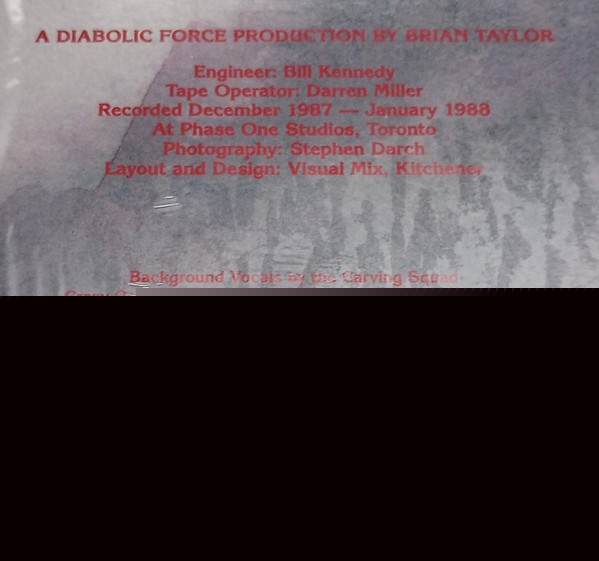 A DIABOLIC FORCE PRODUCTION BY BRIAN TAYLOR
Engineer: Bill Kennedy
Tape Operator: Darren Miller
Recorded December 1987 — January 1988
At Phase One Studios, Toronto
Photography: Stephen Darch
Layout and Design: Visual Mix, Kitchener
Background Vocals by the Carving Squad